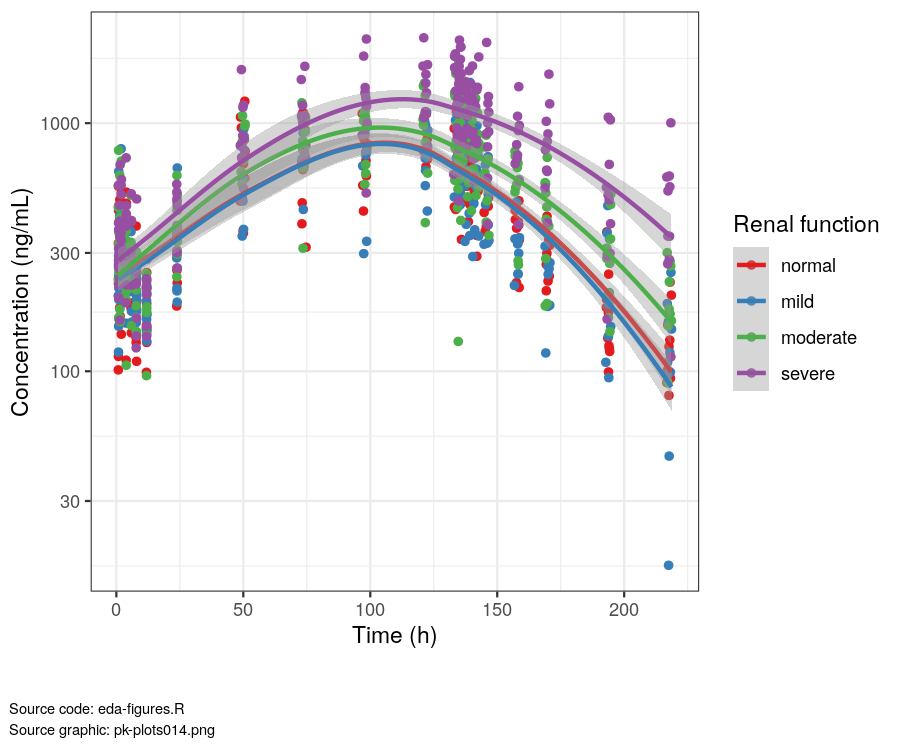 Concentration (ng/mL)
1000
300
100
30
0
50
100
150
200
Time (h)
Renal function
normal
mild
moderate
severe
Source code: eda-figures.R
Source graphic: pk-plots014.png